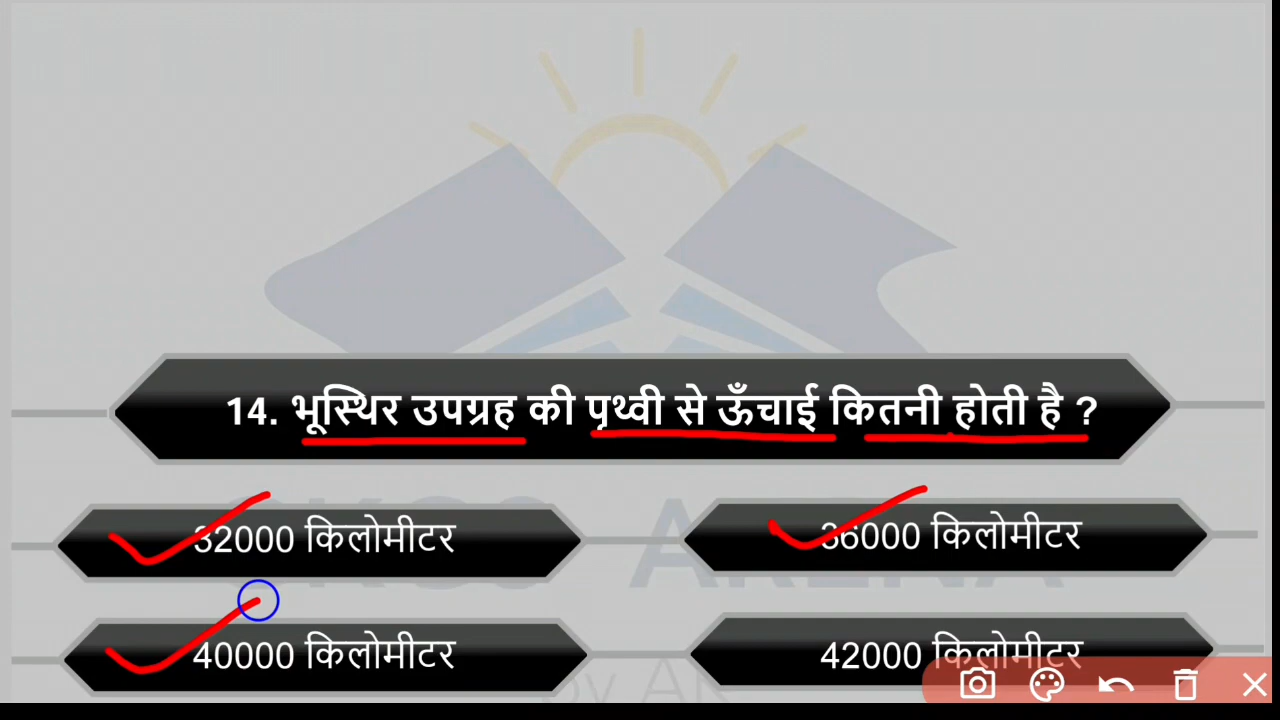 14. भूस्थिर उपग्रह की पृथ्वी से ऊँचाई कितनी होती है ?
32000 किलोमीटर
36000 किलोमीटर
40000 किलोमीटर
42000 किलोमीटर